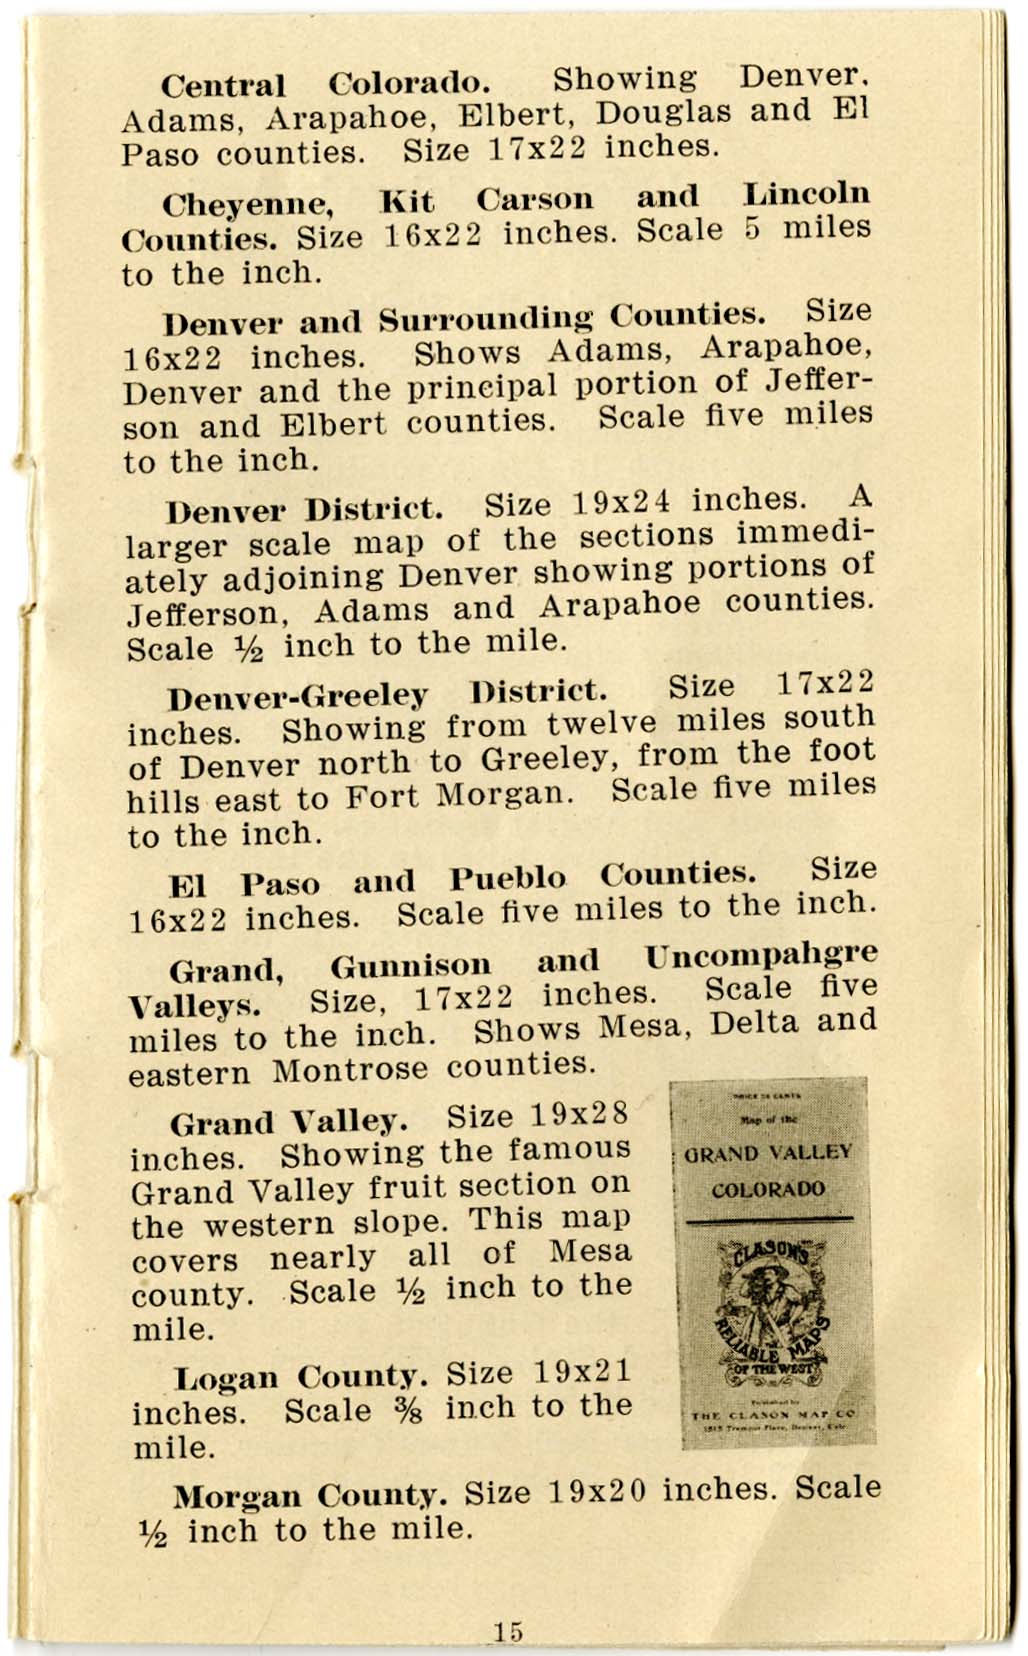 Central Colorado. Showing Denver,
Adams, Arapahoe, Elbert, Douglas and El
Paso counties. Size 17x22 inches.
Cheyenne, Kit Carson and Lincoln
Counties. Size 16x22 inches. Scale 5 miles
to the inch.
Denver and Surrounding Counties. Size
16x22 inches. Shows Adams, Arapahoe,
Denver and the principal portion of Jeffer-
son and Elbert counties. Scale five miles
to the inch.
Denver District. Size 19x24 inches. A
larger scale map of the sections immedi-
ately adjoining Denver showing portions of
Jefferson, Adams and Arapahoe counties.
Scale ½ inch to the mile.
Denver-Greeley District. Size 17x22
inches. Showing from twelve miles south
of Denver north to Greeley, from the foot
hills east to Fort Morgan. Scale five miles
to the inch.
El Paso and Pueblo Counties. Size
16x22 inches. Scale five miles to the inch.
Grand, Gunnison and Uncompahgre
Valleys. Size, 17x22 inches. Scale five
miles to the inch. Shows Mesa, Delta and
eastern Montrose counties.
Grand Valley. Size 19x28
inches. Showing the famous
Grand Valley fruit section on
the western slope. This map
covers nearly all of Mesa
county. Scale ½ inch to the
mile.
Logan County. Size 19x21
inches. Scale ⅜ inch to the
mile.
Morgan County. Size 19x20 inches. Scale
½ inch to the mile.
PRICE CENTS
Map of the
GRAND VALLEY
COLORADO
CLASON'S
RELIABLE MAPS
OF THE WEST
Published by
THE CLASON MAP CO
Tremont Place, Denver, Colo
15